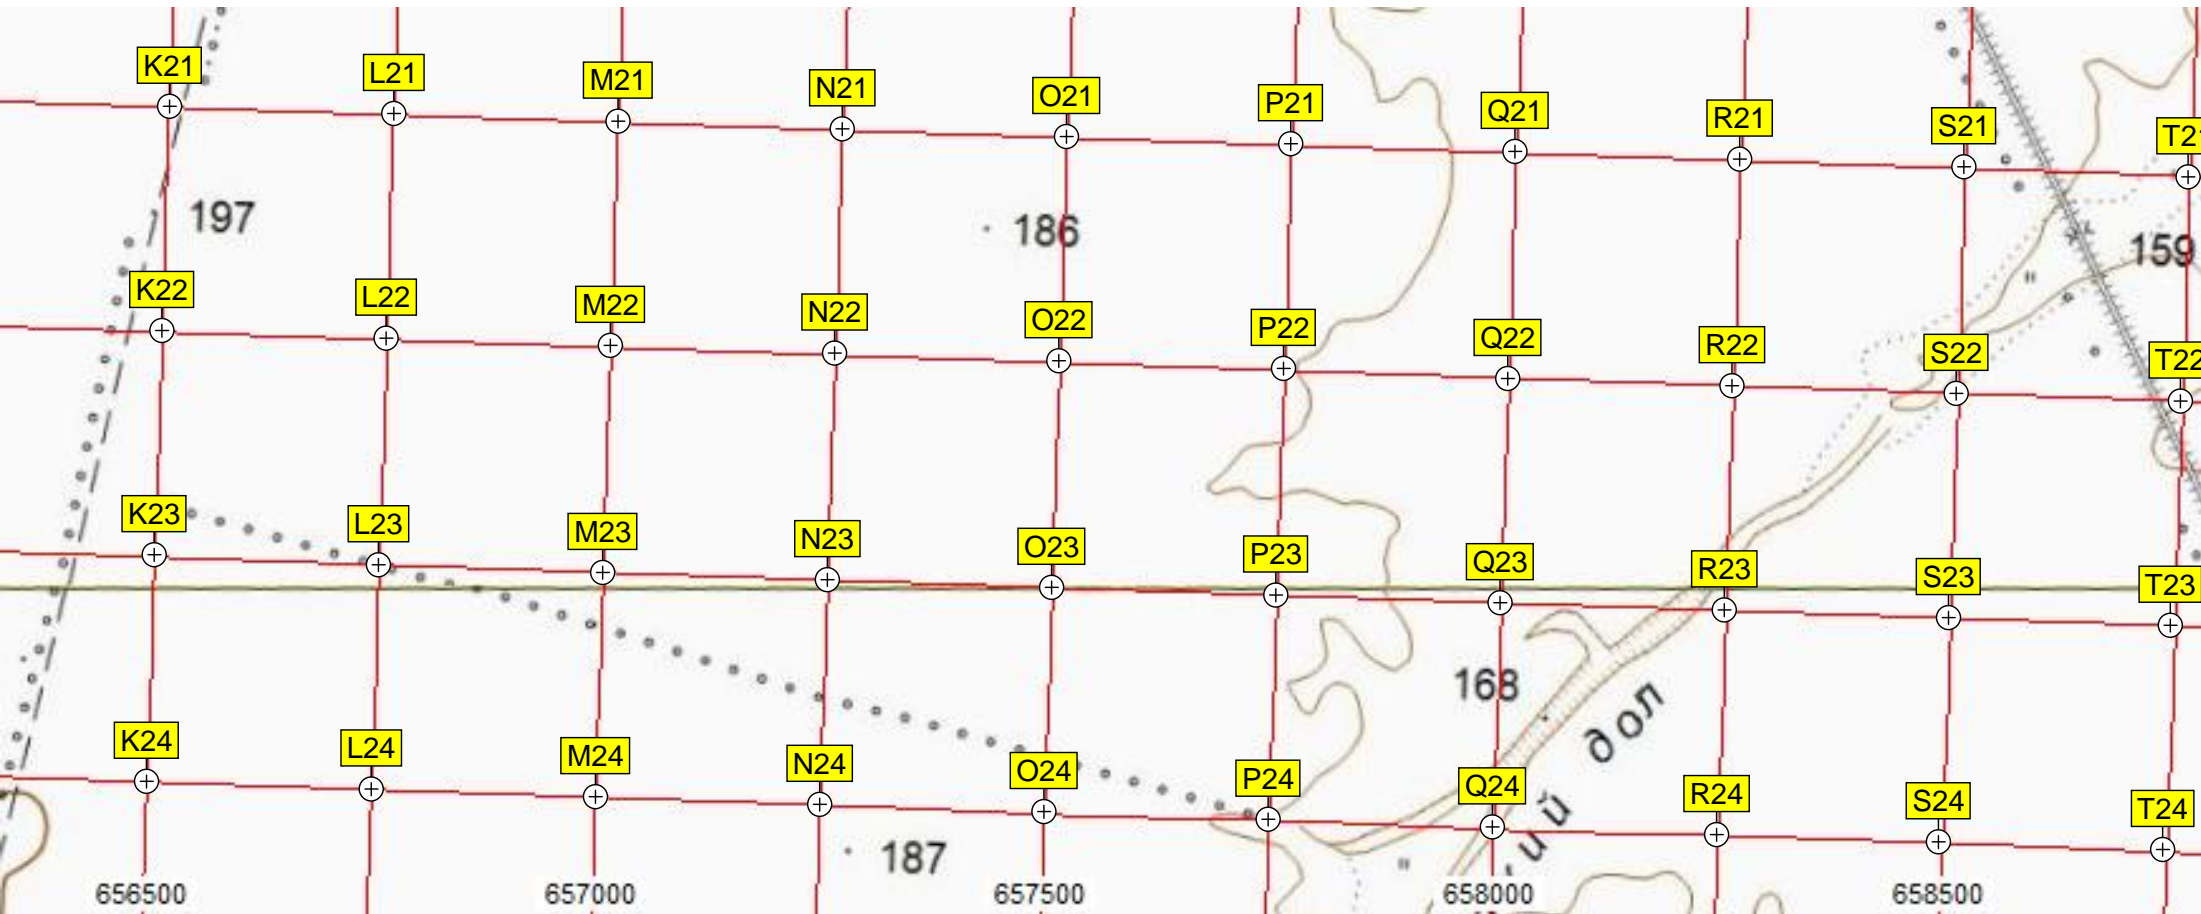 K21 L21 M21 N21 O21 P21 Q21 R21 S21 T21
197 186 159
K22 L22 M22 N22 O22 P22 Q22 R22 S22 T22
K23 L23 M23 N23 O23 P23 Q23 R23 S23 T23
168
дол
K24 L24 M24 N24 O24 P24 Q24 R24 S24 T24
ий
187
656500 657000 657500 658000 658500